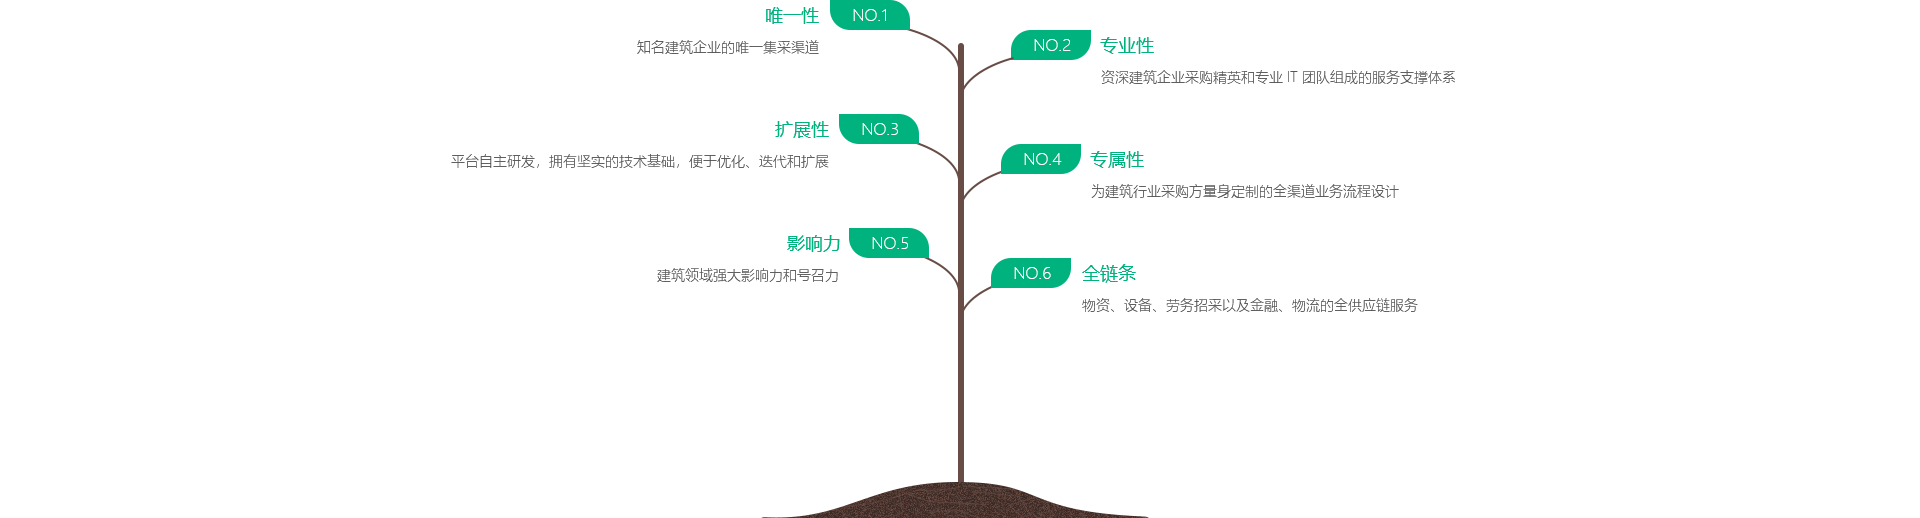 唯一性
NO.1
知名建筑企业的唯一集采渠道
NO.2
专业性
资深建筑企业采购精英和专业 IT 团队组成的服务支撑体系
扩展性
NO.3
平台自主研发，拥有坚实的技术基础，便于优化、迭代和扩展
NO.4
专属性
为建筑行业采购方量身定制的全渠道业务流程设计
影响力
NO.5
建筑领域强大影响力和号召力
NO.6
全链条
物资、设备、劳务招采以及金融、物流的全供应链服务